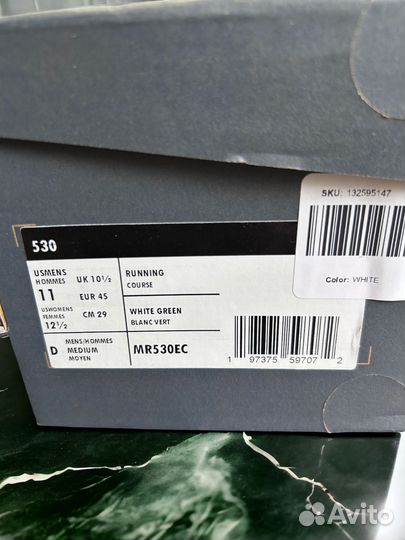 SKU: 132595147
Color: WHITE
530
USMENS
HOMMES
11
USWOMENS
FEMMES
12½
UK 10½
EUR 45
CM 29
RUNNING
COURSE
WHITE GREEN
BLANC VERT
D
MENS/HOMMES
MEDIUM
MOYEN
MR530EC
1 97375 59707 2
Avito